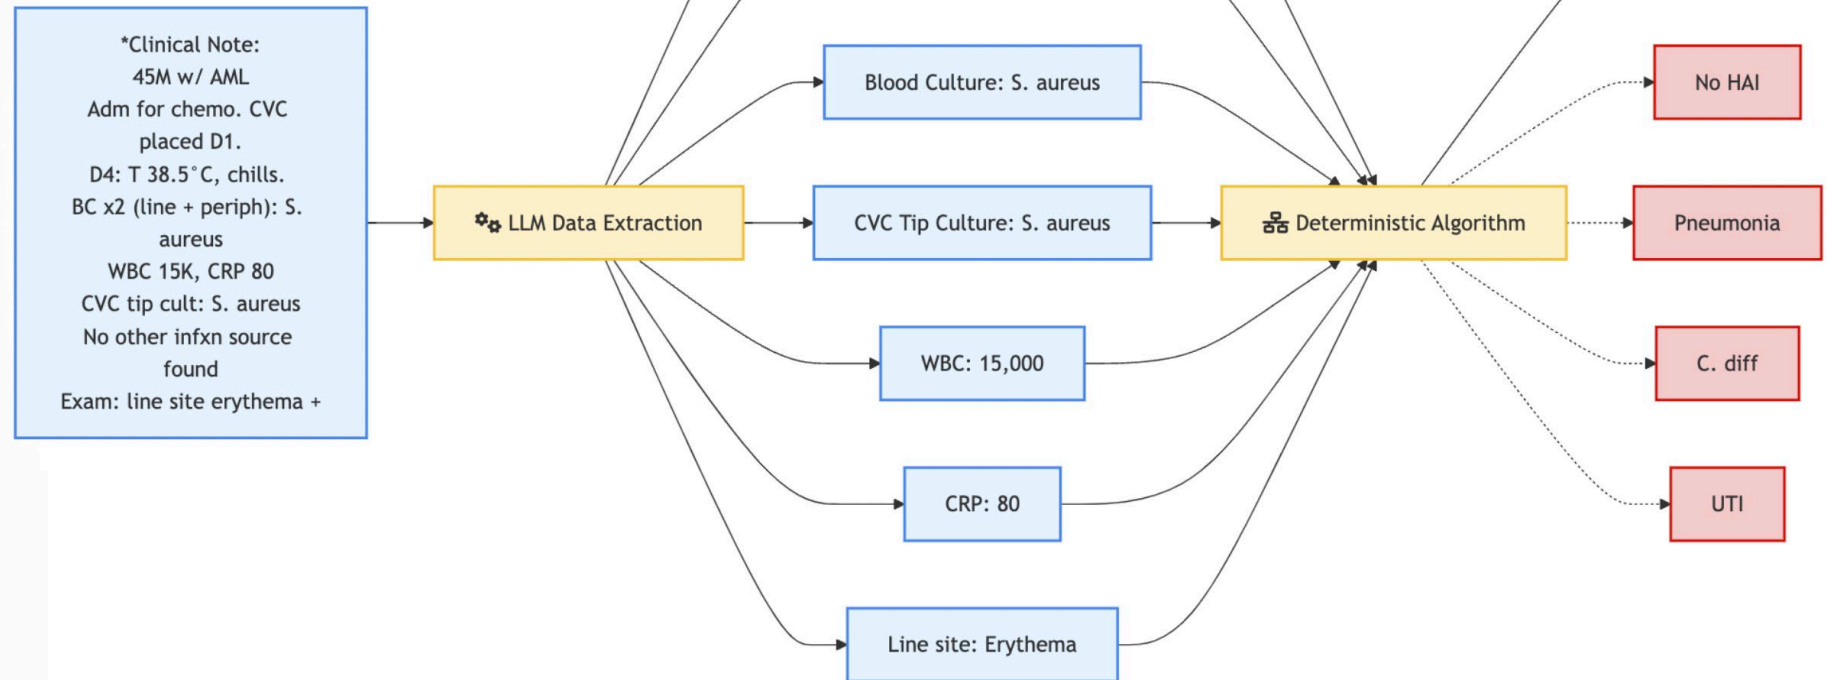 *Clinical Note:
45M w/ AML
Adm for chemo. CVC
placed D1.
D4: T 38.5°C, chills.
BC x2 (line + periph): S.
aureus
WBC 15K, CRP 80
CVC tip cult: S. aureus
No other infxn source
found
Exam: line site erythema +
LLM Data Extraction
Blood Culture: S. aureus
CVC Tip Culture: S. aureus
WBC: 15,000
CRP: 80
Line site: Erythema
Deterministic Algorithm
No HAI
Pneumonia
C. diff
UTI